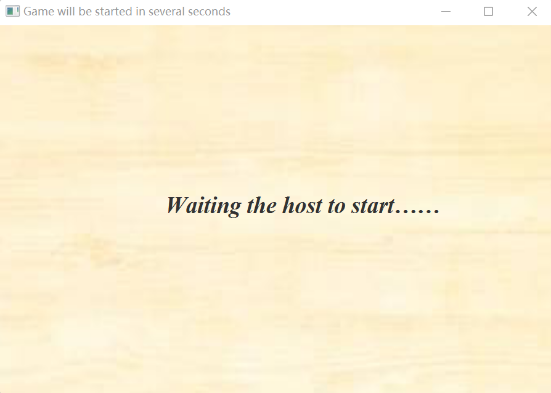 Game will be started in several seconds
Waiting the host to start……